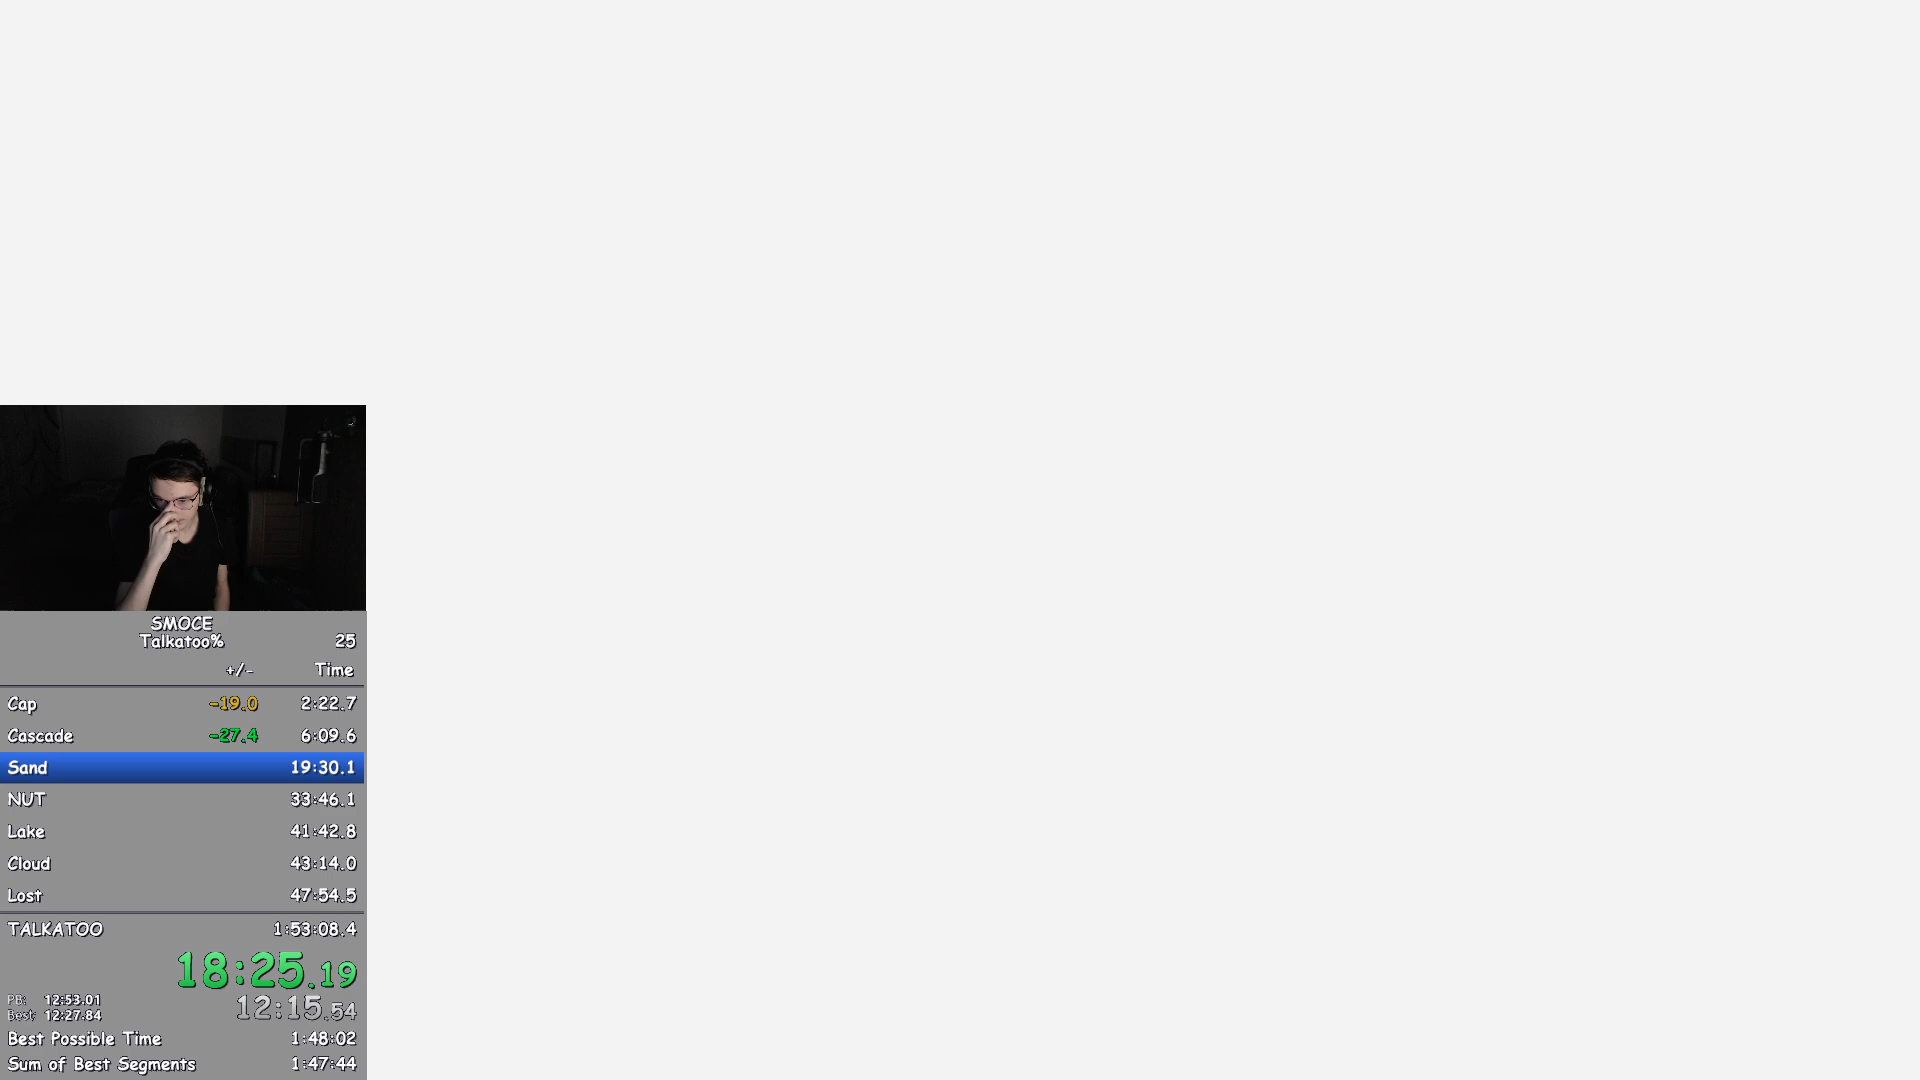 SMOCE
Talkatoo% 25
+/- Time
Cap -19.0 2:22.7
Cascade -27.4 6:09.6
Sand 19:30.1
NUT 33:46.1
Lake 41:42.8
Cloud 43:14.0
Lost 47:54.5
TALKATOO 1:53:08.4
18:25.19
PB: 12:53.01 12:15.54
Best: 12:27.84
Best Possible Time 1:48:02
Sum of Best Segments 1:47:44